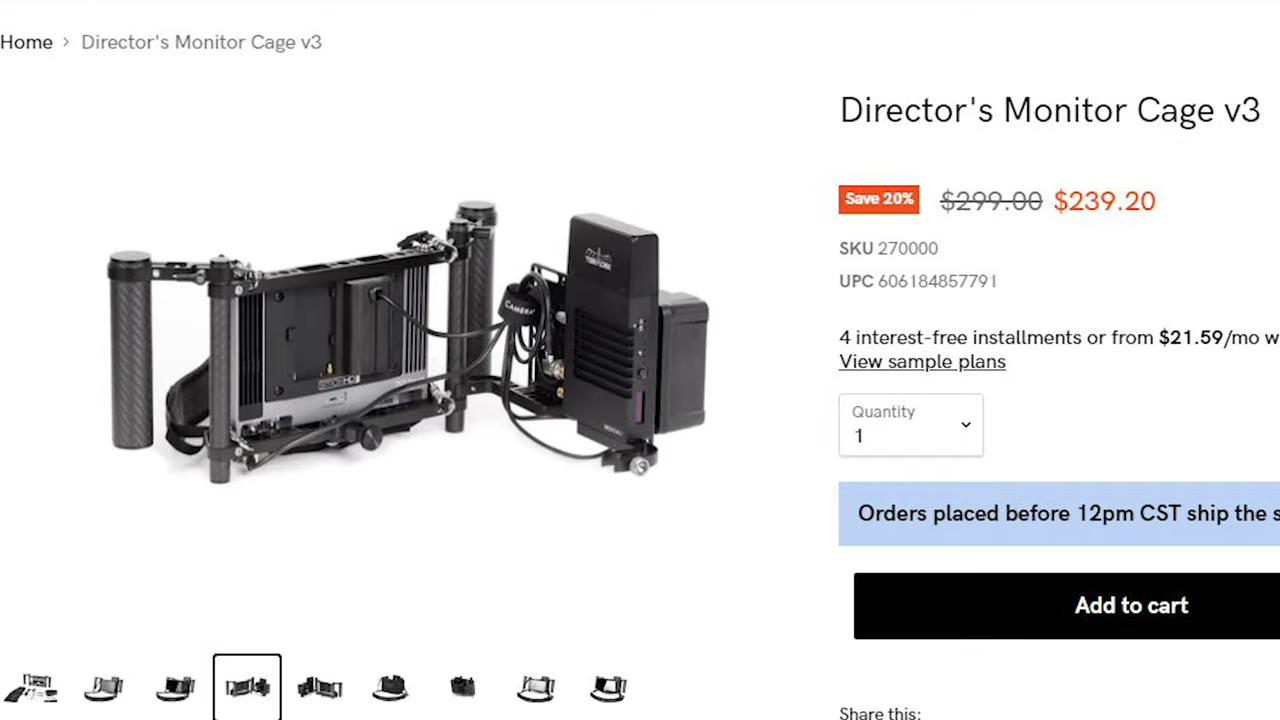 Home > Director's Monitor Cage v3
Director's Monitor Cage v3
Save 20% $299.00 $239.20
SKU 270000
UPC 606184857791
4 interest-free installments or from $21.59/mo w
View sample plans
Quantity
1
Orders placed before 12pm CST ship the s
Add to cart
Share this:
CAMERA